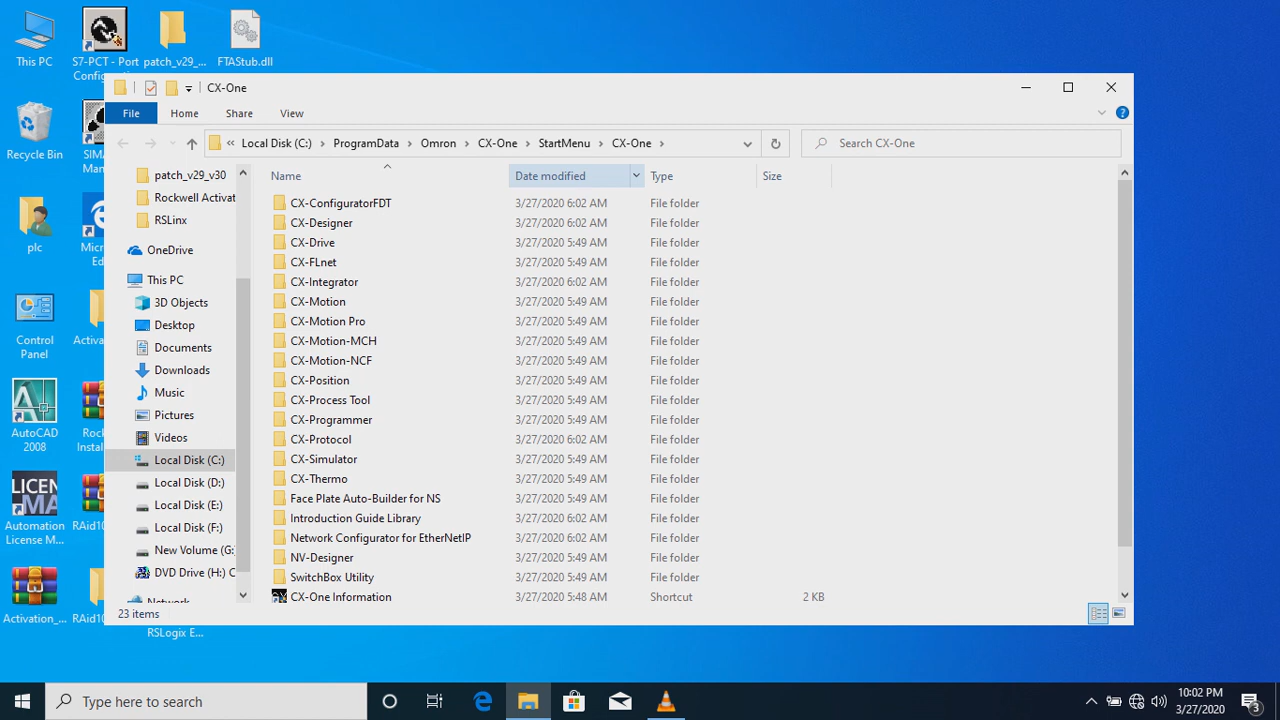 This PC
S7-PCT - Port
Configu
patch_v29_...
FTAStub.dll
CX-One
File
Home
Share
View
« Local Disk (C:) › ProgramData › Omron › CX-One › StartMenu › CX-One ›
Search CX-One
Recycle Bin
SIMA
Man
plc
Micr
Ed
Control
Panel
Activa
AutoCAD
2008
Rock
Instal
LICEN
MA
Automation
License M...
RAid10
Activation_...
RAid10
RSLogix E...
patch_v29_v30
Rockwell Activat
RSLinx
OneDrive
This PC
3D Objects
Desktop
Documents
Downloads
Music
Pictures
Videos
Local Disk (C:)
Local Disk (D:)
Local Disk (E:)
Local Disk (F:)
New Volume (G:
DVD Drive (H:) C
Network
Name Date modified Type Size
CX-ConfiguratorFDT 3/27/2020 6:02 AM File folder
CX-Designer 3/27/2020 6:02 AM File folder
CX-Drive 3/27/2020 5:49 AM File folder
CX-FLnet 3/27/2020 5:49 AM File folder
CX-Integrator 3/27/2020 6:02 AM File folder
CX-Motion 3/27/2020 5:49 AM File folder
CX-Motion Pro 3/27/2020 5:49 AM File folder
CX-Motion-MCH 3/27/2020 5:49 AM File folder
CX-Motion-NCF 3/27/2020 5:49 AM File folder
CX-Position 3/27/2020 5:49 AM File folder
CX-Process Tool 3/27/2020 5:49 AM File folder
CX-Programmer 3/27/2020 5:49 AM File folder
CX-Protocol 3/27/2020 6:02 AM File folder
CX-Simulator 3/27/2020 5:49 AM File folder
CX-Thermo 3/27/2020 5:49 AM File folder
Face Plate Auto-Builder for NS 3/27/2020 5:49 AM File folder
Introduction Guide Library 3/27/2020 6:02 AM File folder
Network Configurator for EtherNetIP 3/27/2020 6:02 AM File folder
NV-Designer 3/27/2020 5:49 AM File folder
SwitchBox Utility 3/27/2020 5:49 AM File folder
CX-One Information 3/27/2020 5:48 AM Shortcut 2 KB
23 items
Type here to search
10:02 PM
3/27/2020
3